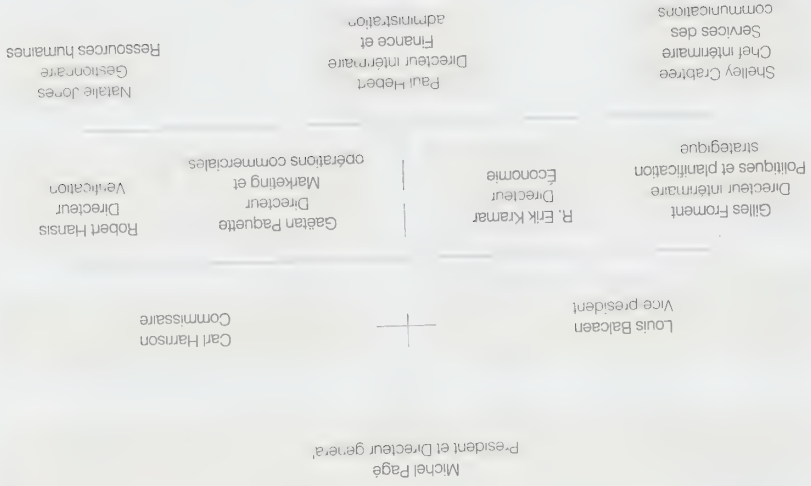 Michel Pagé
Président et Directeur général
Louis Balcaen
Vice président
Carl Harrison
Commissaire
Gilles Froment
Directeur intérimaire
Politiques et planification
stratégique
R. Erik Kramar
Directeur
Économie
Gaëtan Paquette
Directeur
Marketing et
opérations commerciales
Robert Hansis
Directeur
Vérification
Shelley Crabtree
Chef intérimaire
Services des
communications
Paul Hébert
Directeur intérimaire
Finance et
administration
Natalie Jones
Gestionnaire
Ressources humaines